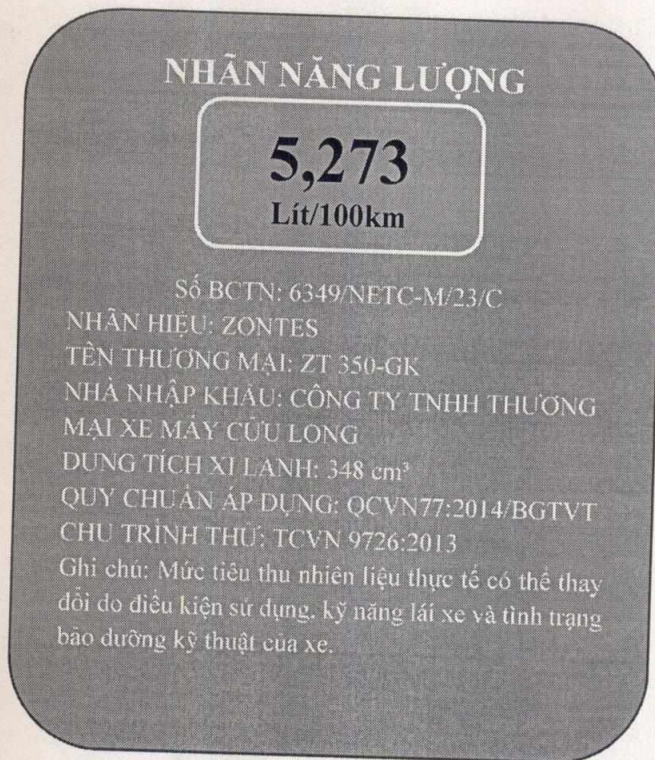 NHÃN NĂNG LƯỢNG
5,273
Lít/100km
Số BCTN: 6349/NETC-M/23/C
NHÃN HIỆU: ZONTES
TÊN THƯƠNG MẠI: ZT 350-GK
NHÀ NHẬP KHẨU: CÔNG TY TNHH THƯƠNG
MẠI XE MÁY CỬU LONG
DUNG TÍCH XI LANH: 348 cm³
QUY CHUẨN ÁP DỤNG: QCVN77:2014/BGTVT
CHU TRÌNH THỬ: TCVN 9726:2013
Ghi chú: Mức tiêu thu nhiên liệu thực tế có thể thay
đổi do điều kiện sử dụng, kỹ năng lái xe và tình trạng
bảo dưỡng kỹ thuật của xe.